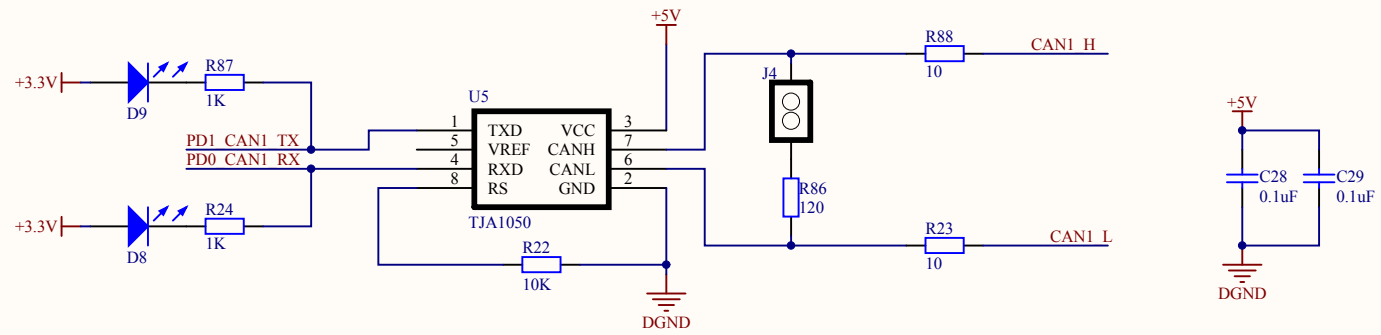 +5V
R88
10
CAN1_H
J4
+3.3V
R87
1K
D9
U5
PD1_CAN1_TX
PD0_CAN1_RX
1 TXD VCC 3
5 VREF CANH 7
4 RXD CANL 6
8 RS GND 2
TJA1050
R86
120
+5V
C28
0.1uF
C29
0.1uF
+3.3V
R24
1K
D8
R22
10K
R23
10
CAN1_L
DGND
DGND